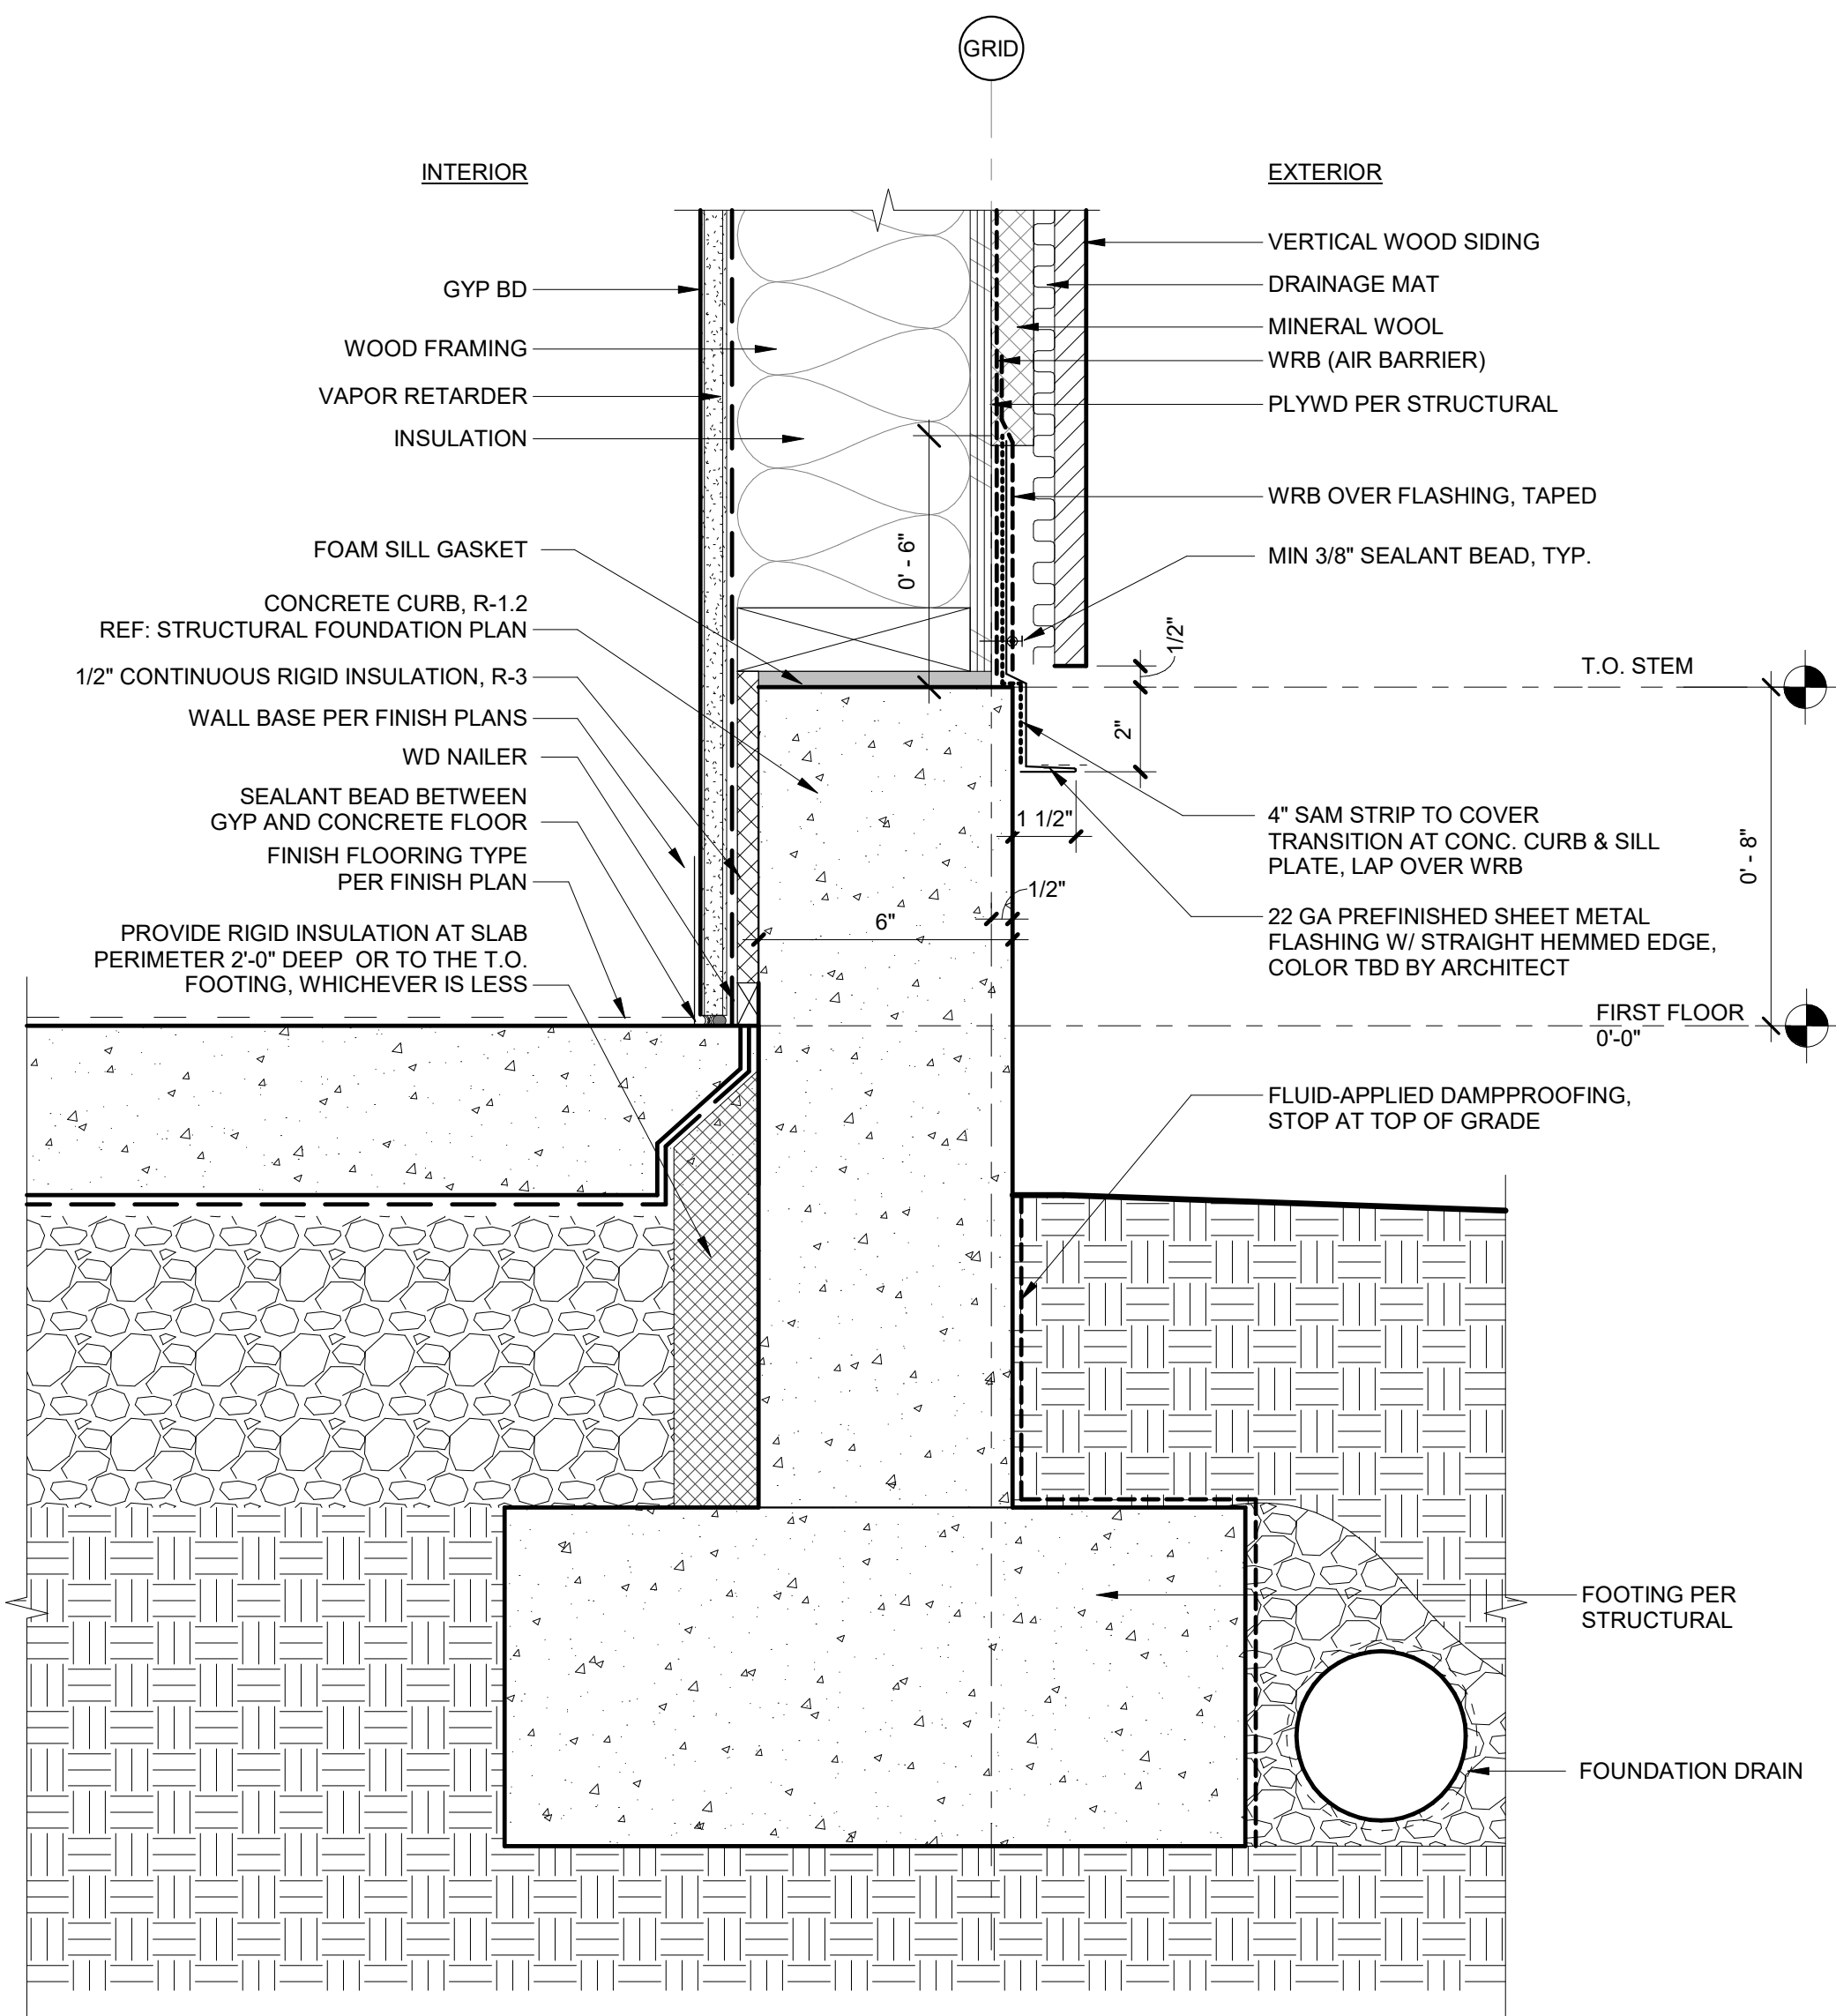 GRID
INTERIOR
EXTERIOR
GYP BD
WOOD FRAMING
VAPOR RETARDER
INSULATION
FOAM SILL GASKET
CONCRETE CURB, R-1.2
REF: STRUCTURAL FOUNDATION PLAN
1/2" CONTINUOUS RIGID INSULATION, R-3
WALL BASE PER FINISH PLANS
WD NAILER
SEALANT BEAD BETWEEN
GYP AND CONCRETE FLOOR
FINISH FLOORING TYPE
PER FINISH PLAN
PROVIDE RIGID INSULATION AT SLAB
PERIMETER 2'-0" DEEP OR TO THE T.O.
FOOTING, WHICHEVER IS LESS
0' - 6"
6"
1/2"
1 1/2"
2"
1/2"
VERTICAL WOOD SIDING
DRAINAGE MAT
MINERAL WOOL
WRB (AIR BARRIER)
PLYWD PER STRUCTURAL
WRB OVER FLASHING, TAPED
MIN 3/8" SEALANT BEAD, TYP.
T.O. STEM
0' - 8"
4" SAM STRIP TO COVER
TRANSITION AT CONC. CURB & SILL
PLATE, LAP OVER WRB
22 GA PREFINISHED SHEET METAL
FLASHING W/ STRAIGHT HEMMED EDGE,
COLOR TBD BY ARCHITECT
FIRST FLOOR
0'-0"
FLUID-APPLIED DAMPPROOFING,
STOP AT TOP OF GRADE
FOOTING PER
STRUCTURAL
FOUNDATION DRAIN